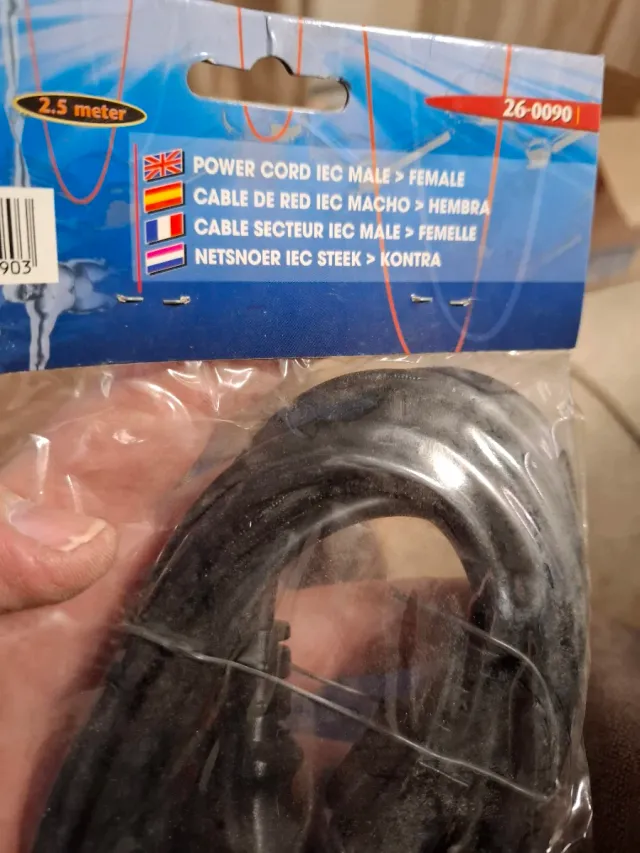 2.5 meter
26-0090
POWER CORD IEC MALE > FEMALE
CABLE DE RED IEC MACHO > HEMBRA
CABLE SECTEUR IEC MALE > FEMELLE
NETSNOER IEC STEEK > KONTRA
903